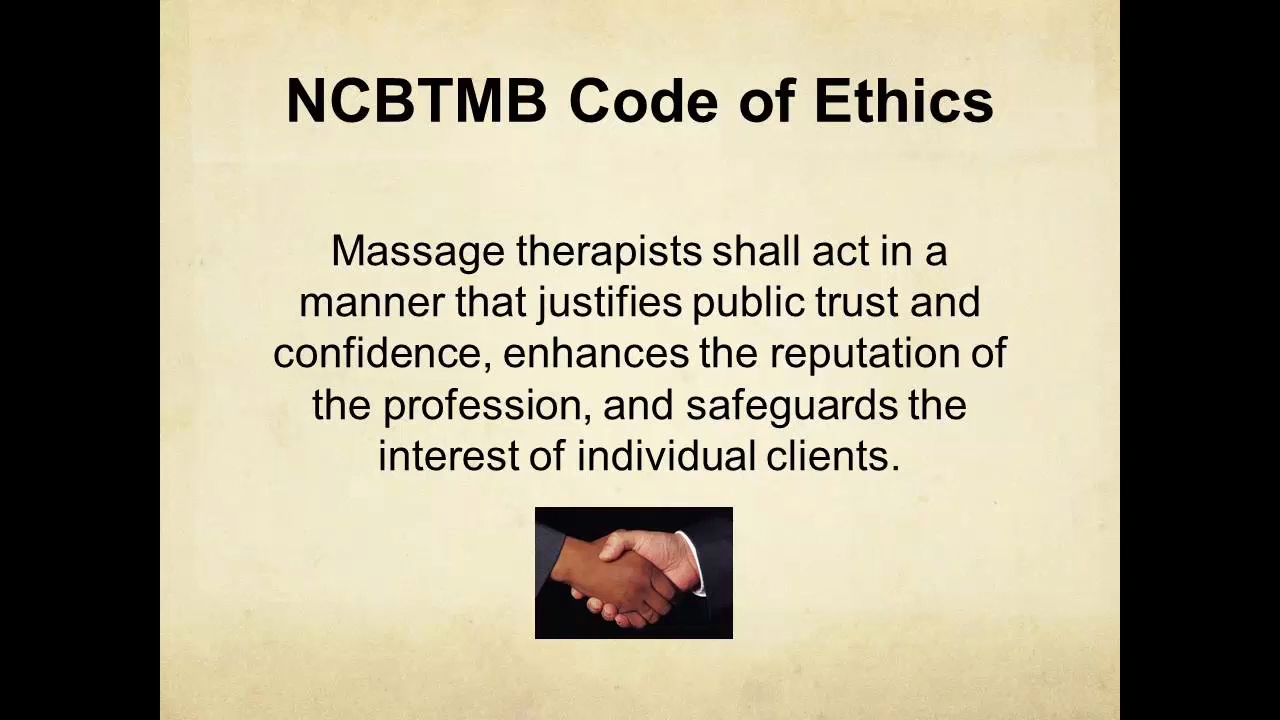 NCBTMB Code of Ethics
Massage therapists shall act in a
manner that justifies public trust and
confidence, enhances the reputation of
the profession, and safeguards the
interest of individual clients.